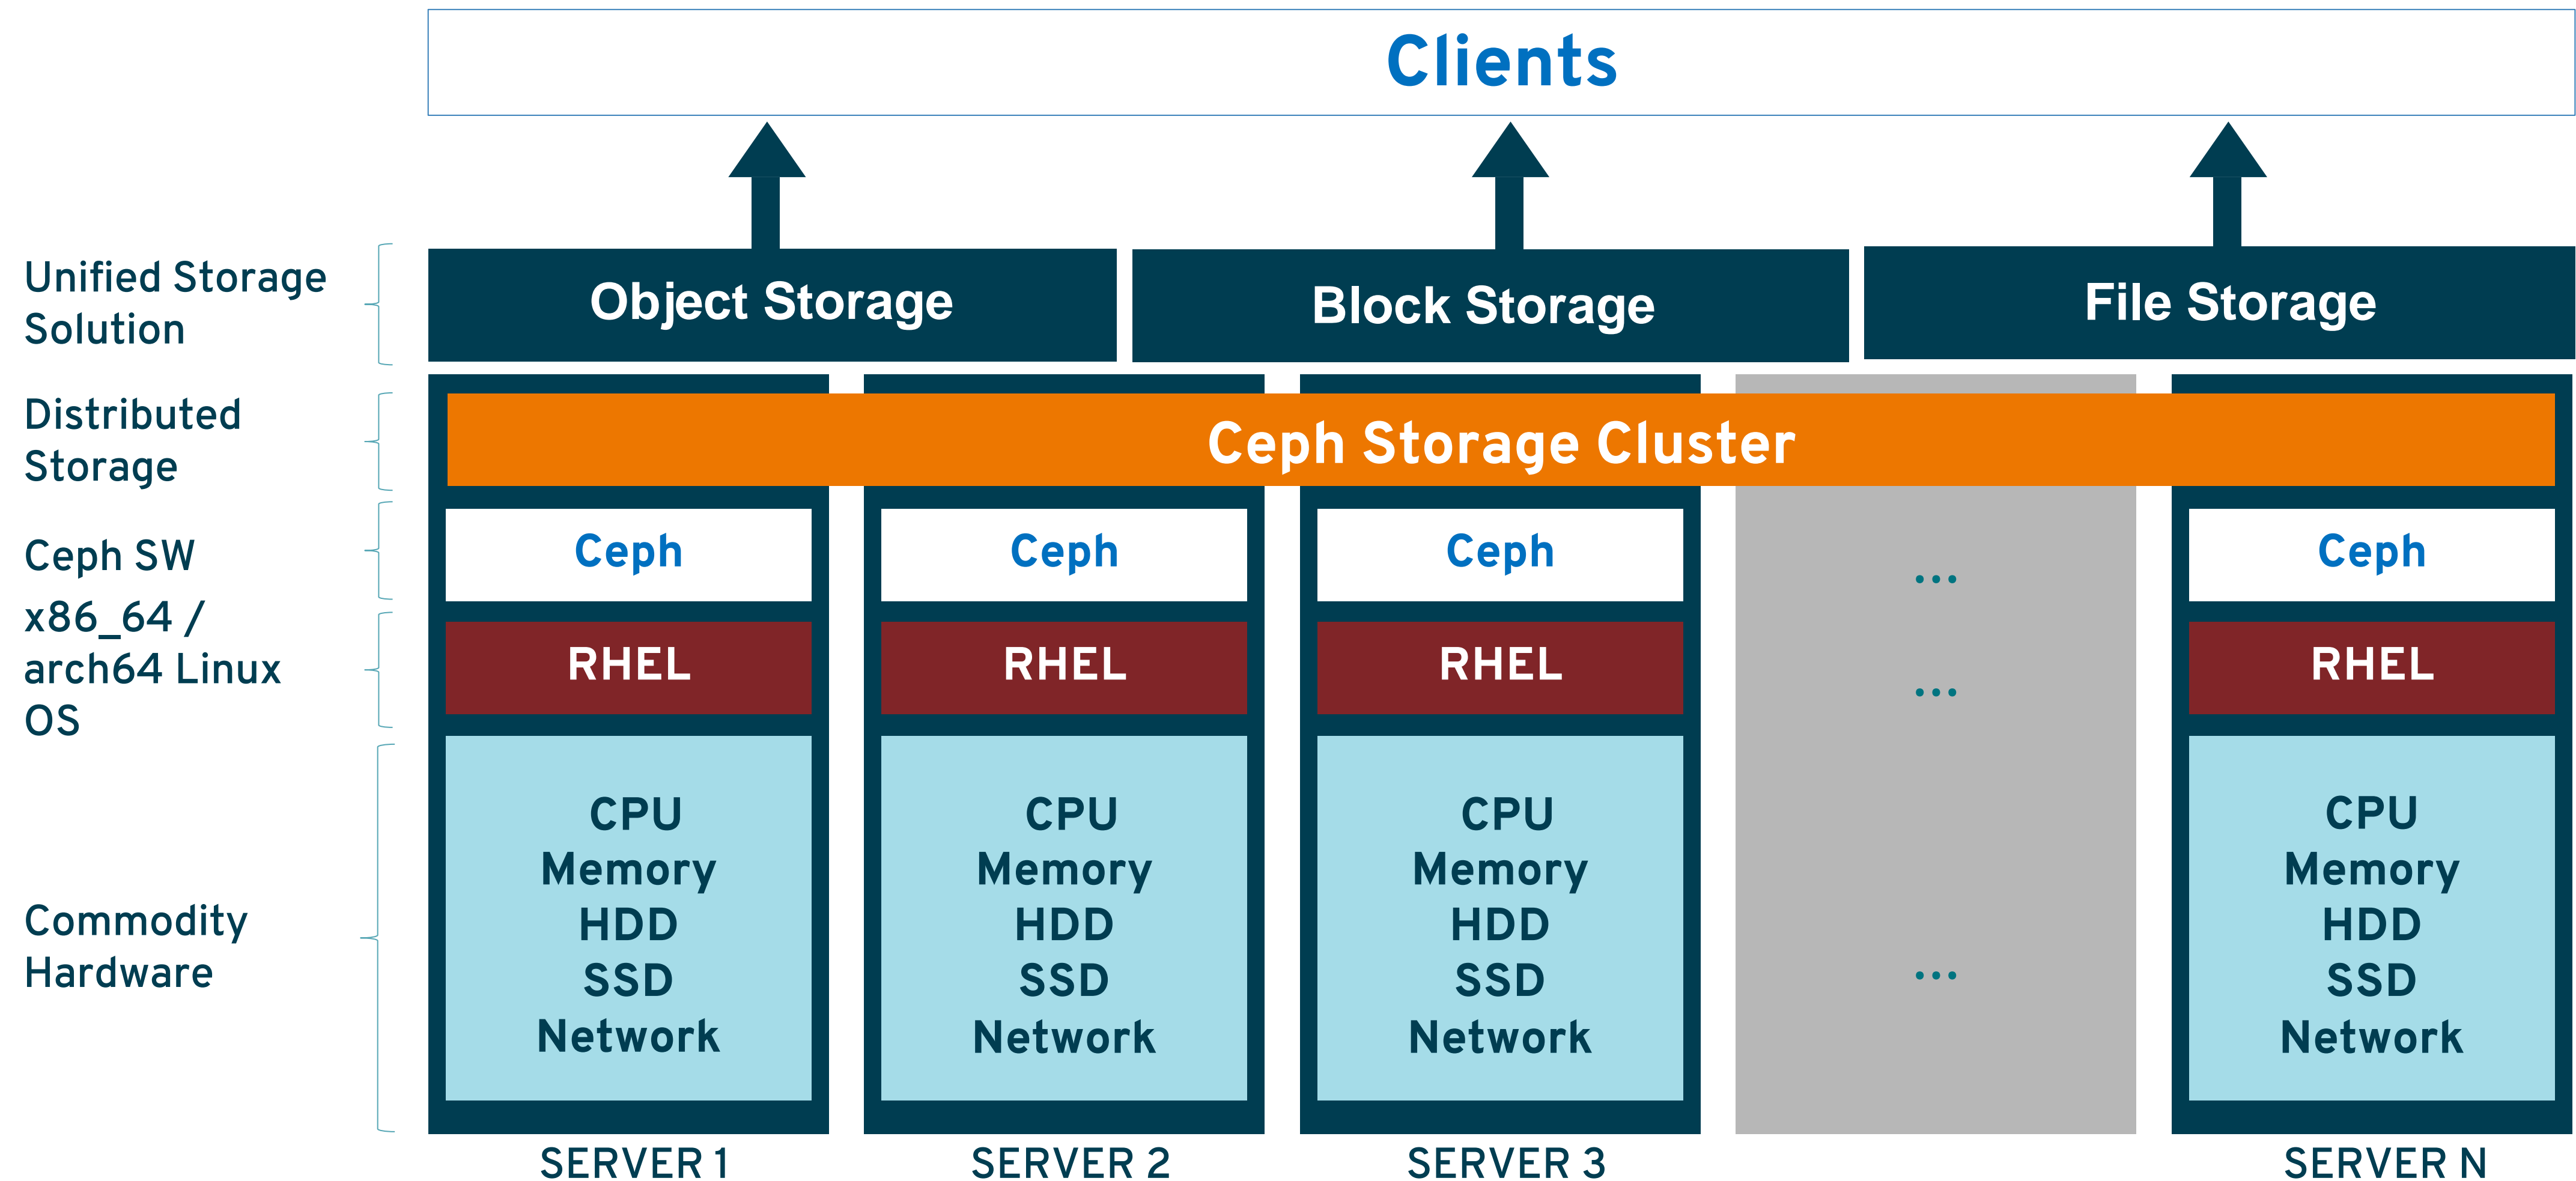 Clients
Unified Storage
Solution
Object Storage
Block Storage
File Storage
Distributed
Storage
Ceph Storage Cluster
Ceph SW
Ceph
Ceph
Ceph
...
Ceph
x86_64 /
arch64 Linux
OS
RHEL
RHEL
RHEL
...
RHEL
Commodity
Hardware
CPU
Memory
HDD
SSD
Network
CPU
Memory
HDD
SSD
Network
CPU
Memory
HDD
SSD
Network
...
CPU
Memory
HDD
SSD
Network
SERVER 1
SERVER 2
SERVER 3
SERVER N